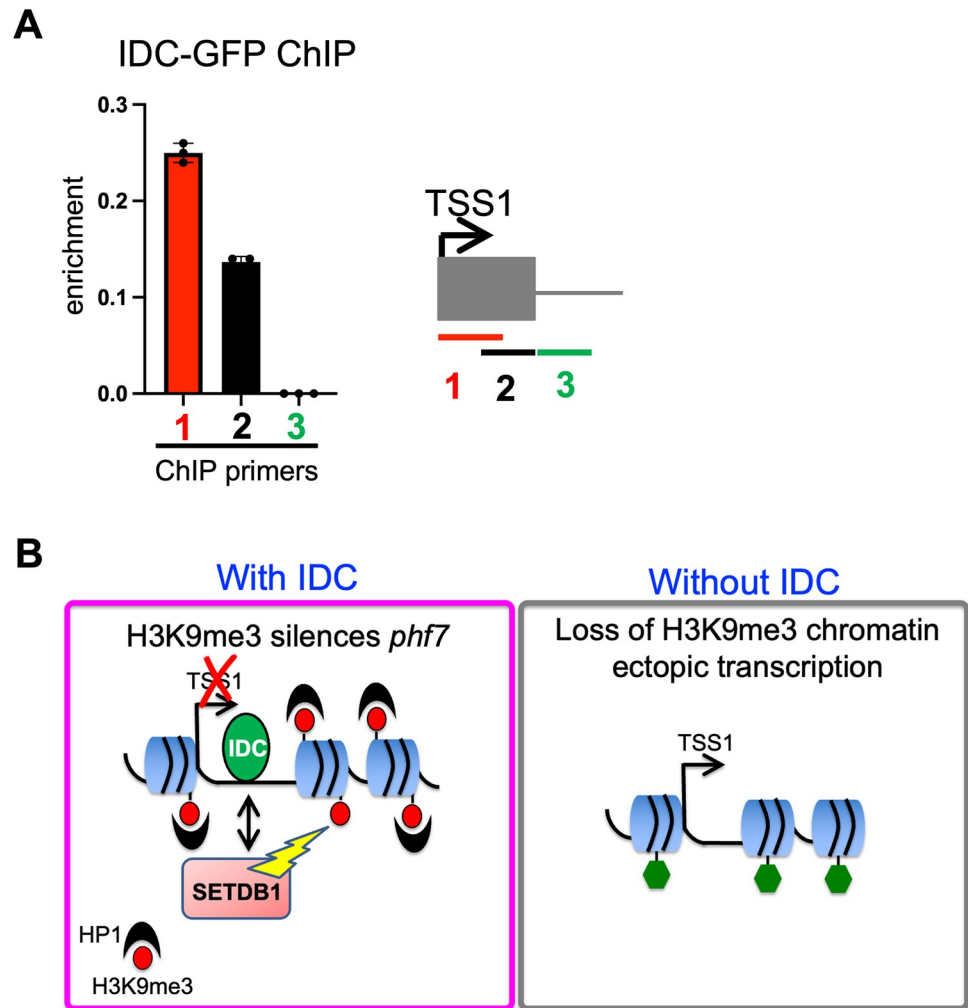 A
IDC-GFP ChIP
enrichment
0.3
0.2
0.1
0.0
1
2
3
ChIP primers
TSS1
1
2
3
B
With IDC
H3K9me3 silences phf7
TSS1
IDC
SETDB1
HP1
H3K9me3
Without IDC
Loss of H3K9me3 chromatin
ectopic transcription
TSS1